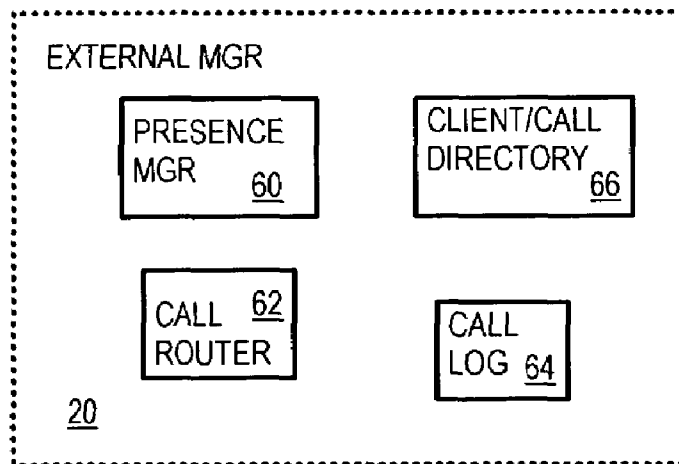 EXTERNAL MGR
PRESENCE
MGR 60
CLIENT/CALL
DIRECTORY
66
CALL 62
ROUTER
CALL
LOG 64
20